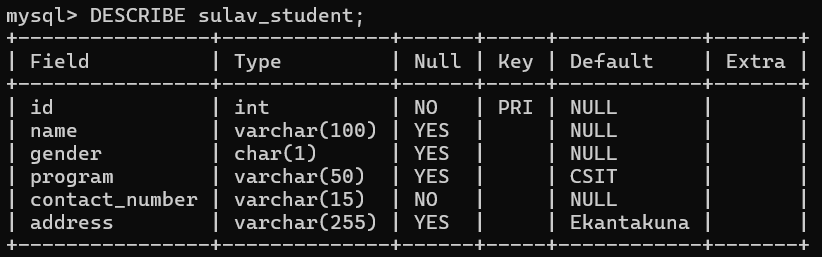 mysql> DESCRIBE sulav_student;
+----------------+--------------+------+-----+------------+-------+
| Field          | Type         | Null | Key | Default    | Extra |
+----------------+--------------+------+-----+------------+-------+
| id             | int          | NO   | PRI | NULL       |       |
| name           | varchar(100) | YES  |     | NULL       |       |
| gender         | char(1)      | YES  |     | NULL       |       |
| program        | varchar(50)  | YES  |     | CSIT       |       |
| contact_number | varchar(15)  | NO   |     | NULL       |       |
| address        | varchar(255) | YES  |     | Ekantakuna |       |
+----------------+--------------+------+-----+------------+-------+